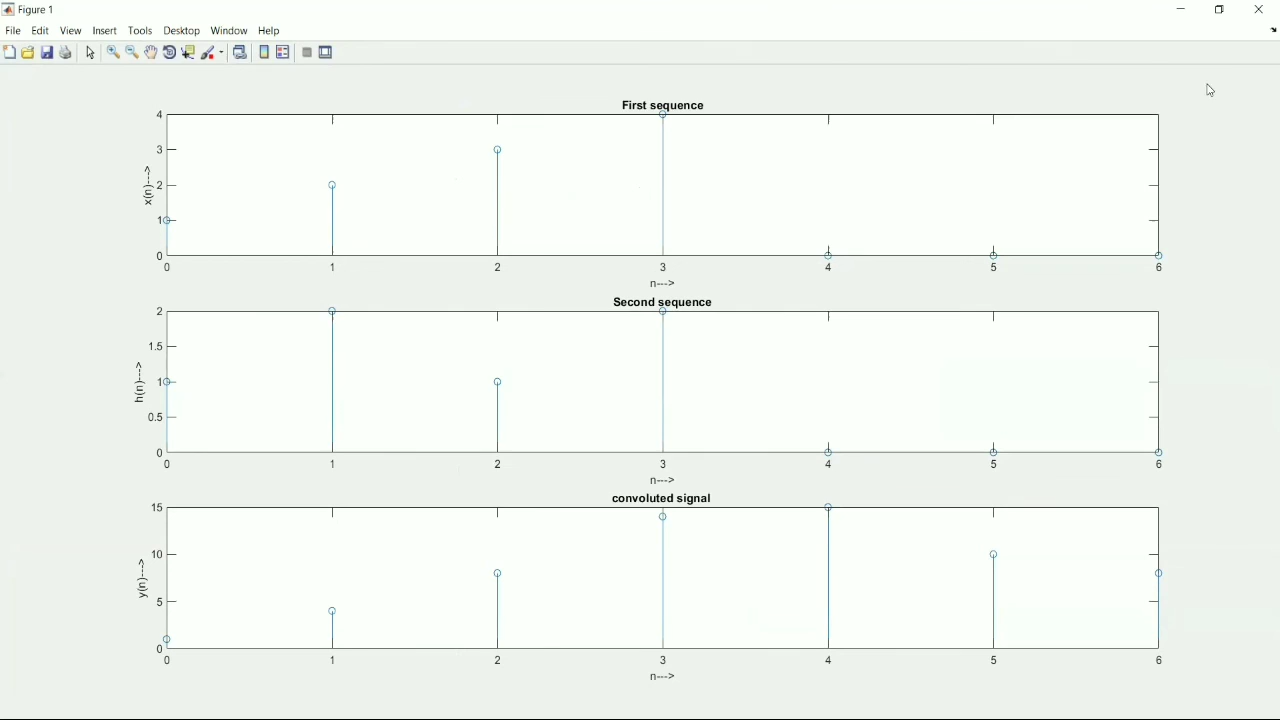 Figure 1
File Edit View Insert Tools Desktop Window Help
First sequence
4
3
2
1
0
x(n)--->
0 1 2 3 4 5 6
n--->
Second sequence
2
1.5
1
0.5
0
h(n)--->
0 1 2 3 4 5 6
n--->
convoluted signal
15
10
5
0
y(n)--->
0 1 2 3 4 5 6
n--->